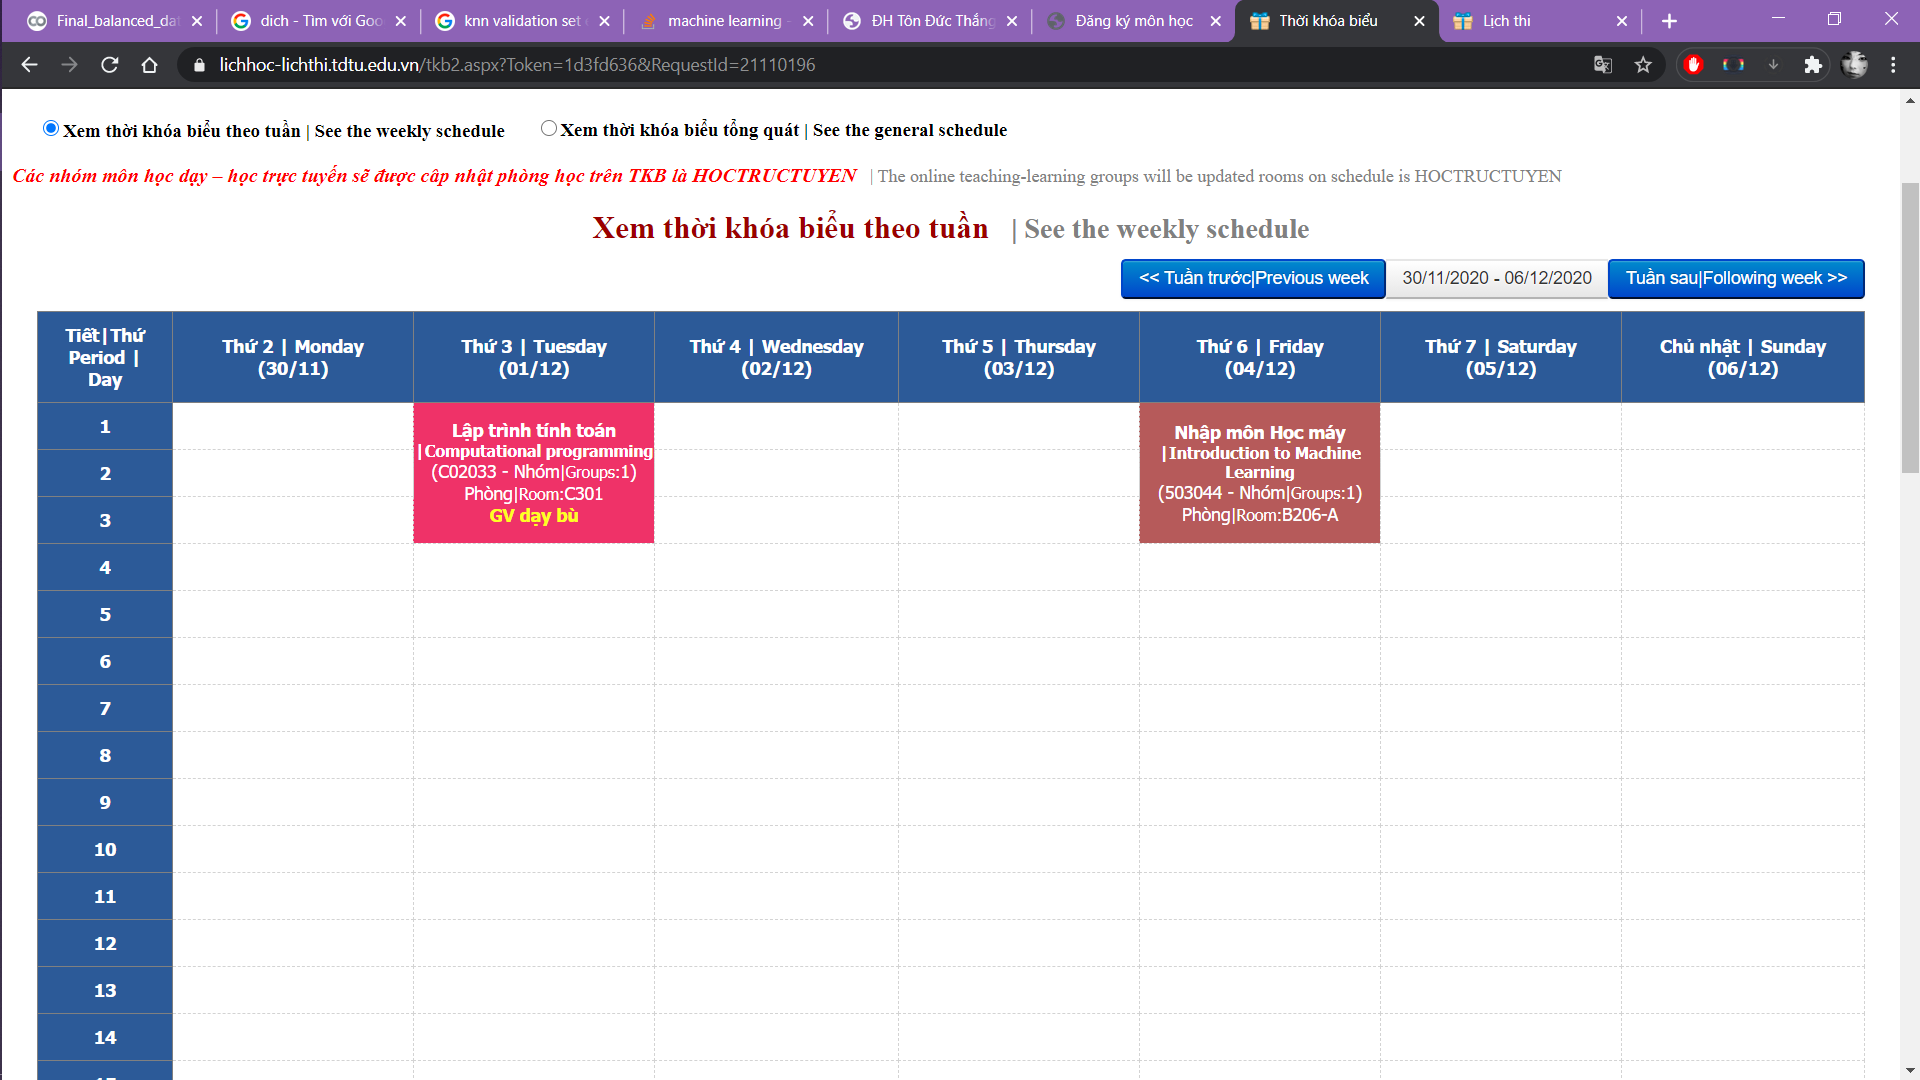 Final_balanced_da
dich - Tìm với Goo
knn validation set
machine learning -
ĐH Tôn Đức Thắng
Đăng ký môn học
Thời khóa biểu
Lịch thi
lichhoc-lichthi.tdtu.edu.vn/tkb2.aspx?Token=1d3fd636&RequestId=21110196
Xem thời khóa biểu theo tuần | See the weekly schedule
Xem thời khóa biểu tổng quát | See the general schedule
Các nhóm môn học dạy – học trực tuyến sẽ được câp nhật phòng học trên TKB là HOCTRUCTUYEN | The online teaching-learning groups will be updated rooms on schedule is HOCTRUCTUYEN
Xem thời khóa biểu theo tuần | See the weekly schedule
<< Tuần trước|Previous week
30/11/2020 - 06/12/2020
Tuần sau|Following week >>
Tiết|Thứ
Period |
Day
Thứ 2 | Monday
(30/11)
Thứ 3 | Tuesday
(01/12)
Thứ 4 | Wednesday
(02/12)
Thứ 5 | Thursday
(03/12)
Thứ 6 | Friday
(04/12)
Thứ 7 | Saturday
(05/12)
Chủ nhật | Sunday
(06/12)
1
2
3
Lập trình tính toán
|Computational programming
(C02033 - Nhóm|Groups:1)
Phòng|Room:C301
GV dạy bù
Nhập môn Học máy
|Introduction to Machine
Learning
(503044 - Nhóm|Groups:1)
Phòng|Room:B206-A
4
5
6
7
8
9
10
11
12
13
14